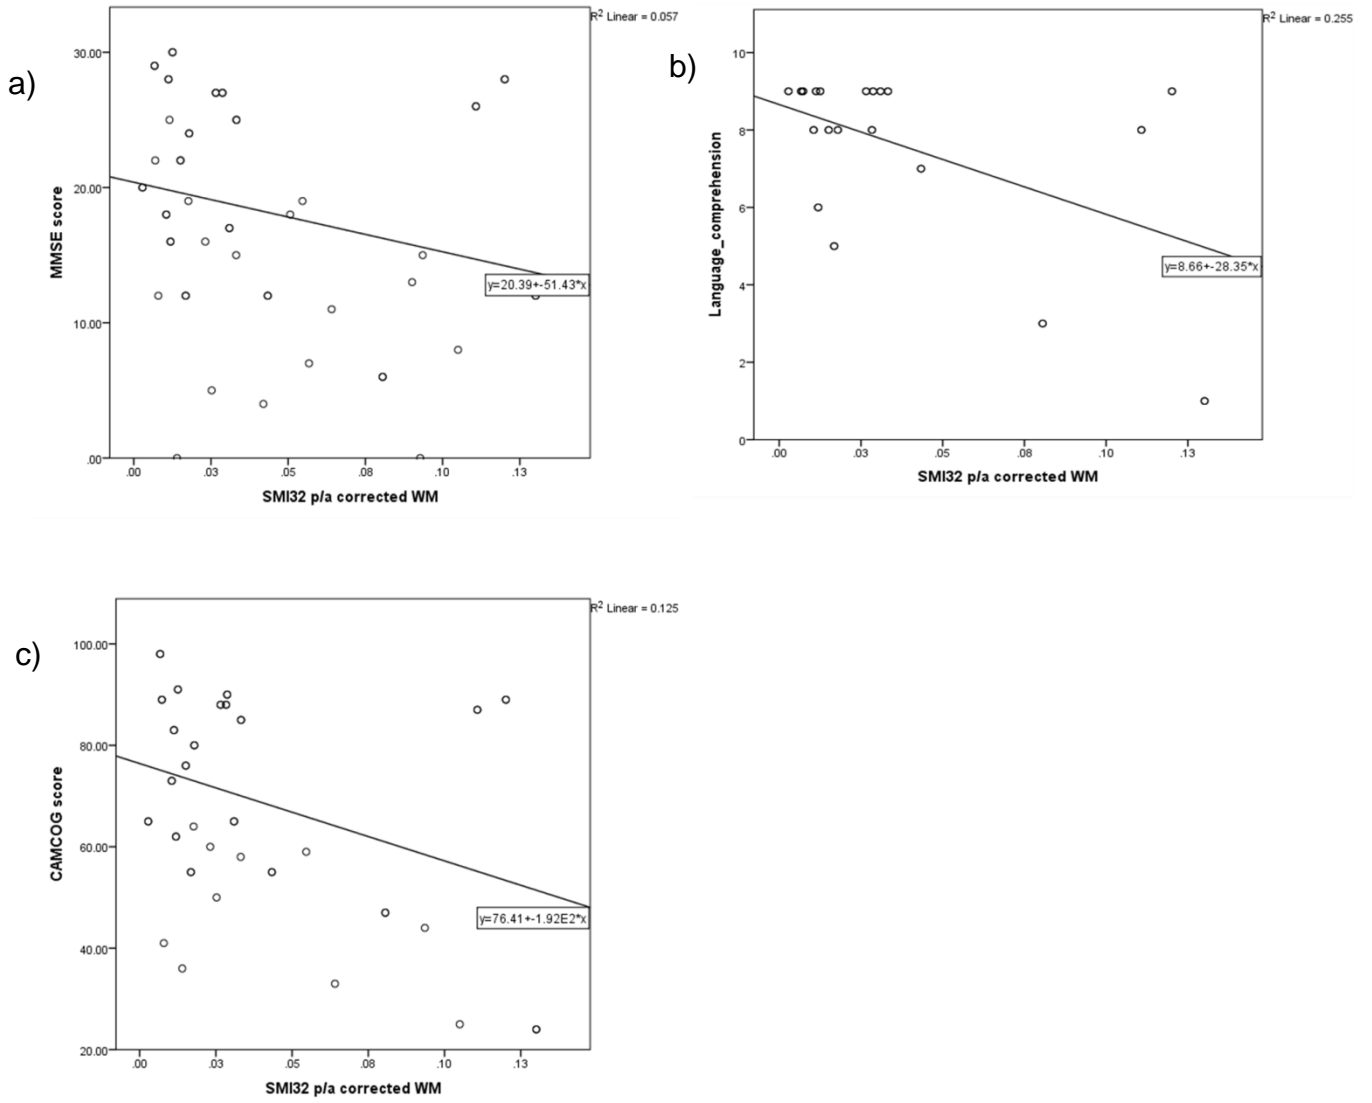 a)
R2 Linear = 0.057
30.00
20.00
10.00
.00
MMSE score
y=20.39+-51.43*x
.00 .03 .05 .08 .10 .13
SMI32 p/a corrected WM
b)
R2 Linear = 0.255
10
8
6
4
2
0
Language_comprehension
y=8.66+-28.35*x
.00 .03 .05 .08 .10 .13
SMI32 p/a corrected WM
c)
R2 Linear = 0.125
100.00
80.00
60.00
40.00
20.00
CAMCOG score
y=76.41+-1.92E2*x
.00 .03 .05 .08 .10 .13
SMI32 p/a corrected WM